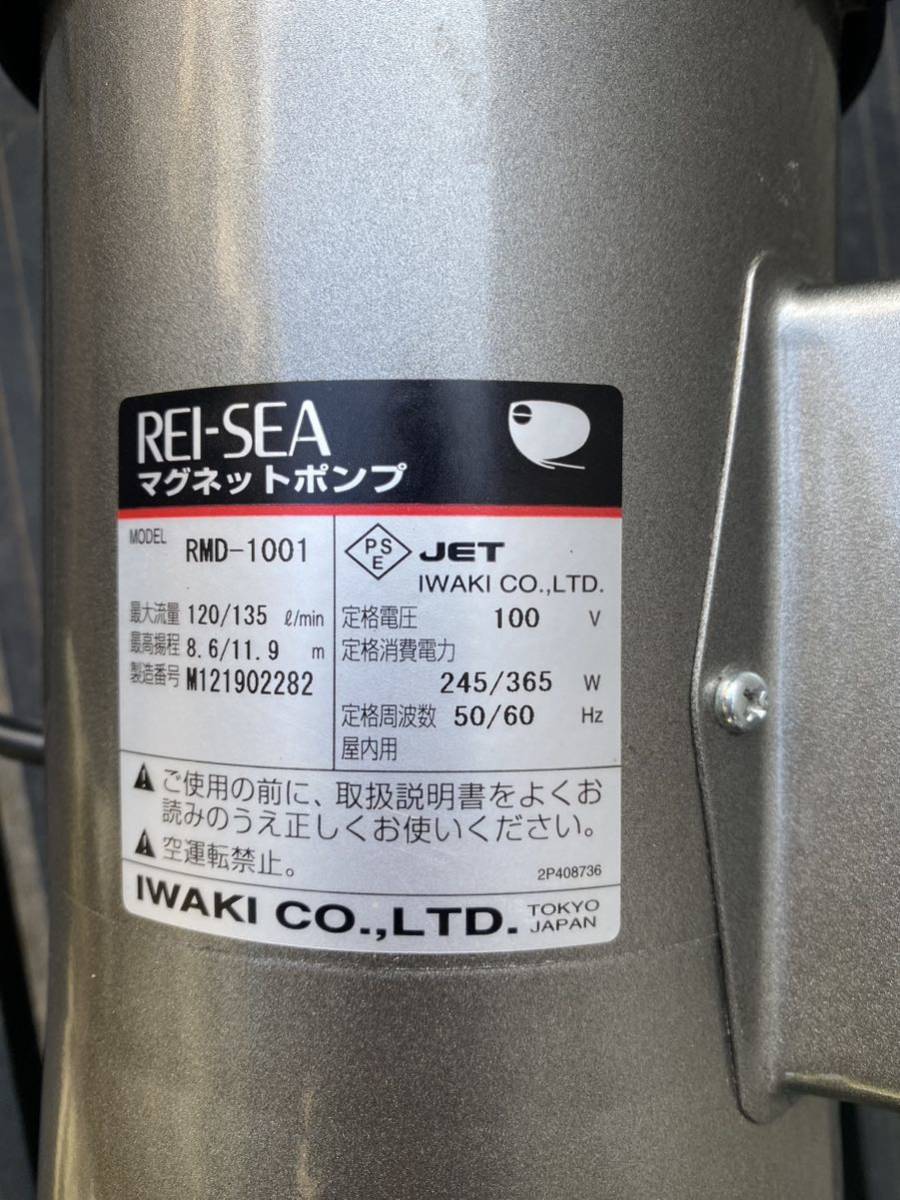 REI-SEA
マグネットポンプ
MODEL RMD-1001
最大流量 120/135 ℓ/min
最高揚程 8.6/11.9 m
製造番号 M121902282
PSE JET
IWAKI CO.,LTD.
定格電圧 100 V
定格消費電力
245/365 W
定格周波数 50/60 Hz
屋内用
ご使用の前に、取扱説明書をよくお
読みのうえ正しくお使いください。
空運転禁止。
2P408736
IWAKI CO.,LTD. TOKYO
JAPAN